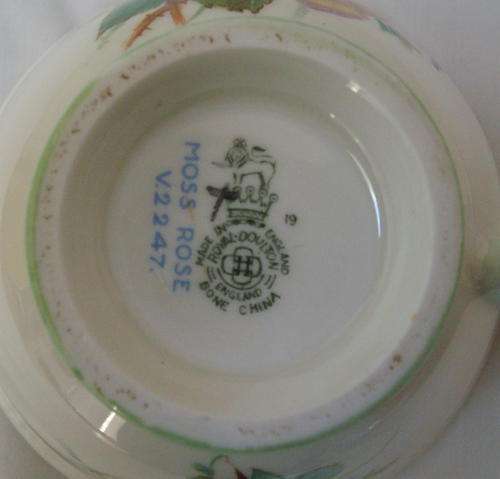 MOSS ROSE
V.2247.
19
MADE IN ENGLAND
ROYAL·DOULTON
ENGLAND
BONE CHINA